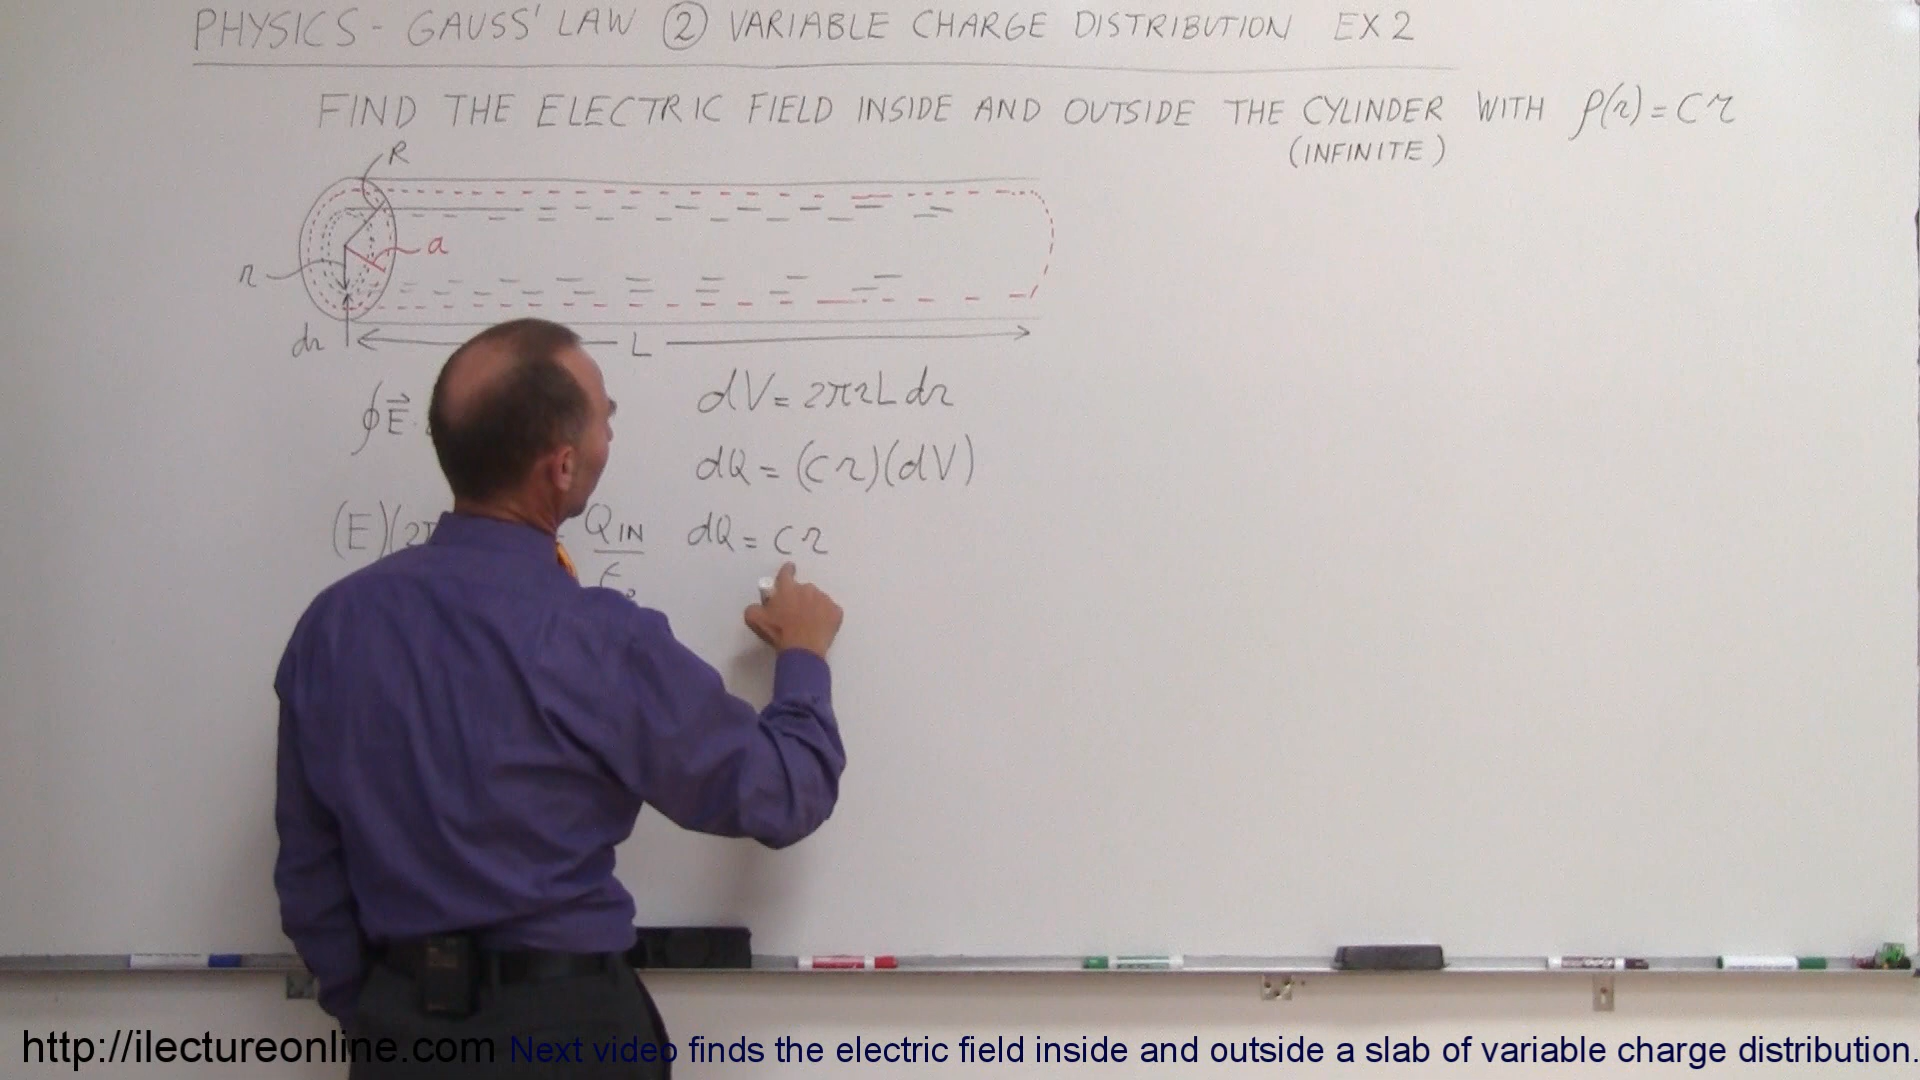 PHYSICS - GAUSS' LAW ② VARIABLE CHARGE DISTRIBUTION EX 2
FIND THE ELECTRIC FIELD INSIDE AND OUTSIDE THE CYLINDER WITH ρ(r) = Cr
(INFINITE)
R
a
r
dr
L
∮E⃗ ·
dV = 2πrL dr
dQ = (Cr)(dV)
(E)(2π
Q_IN
ε₀
dQ = Cr
http://ilectureonline.com Next video finds the electric field inside and outside a slab of variable charge distribution.